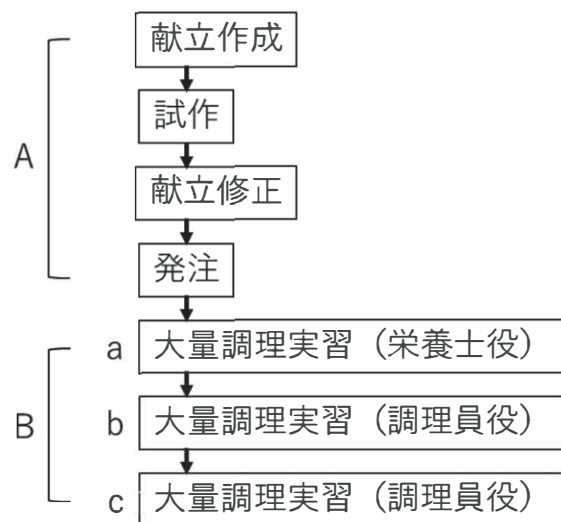 献立作成
試作
A
献立修正
発注
a 大量調理実習（栄養士役）
B b 大量調理実習（調理員役）
c 大量調理実習（調理員役）